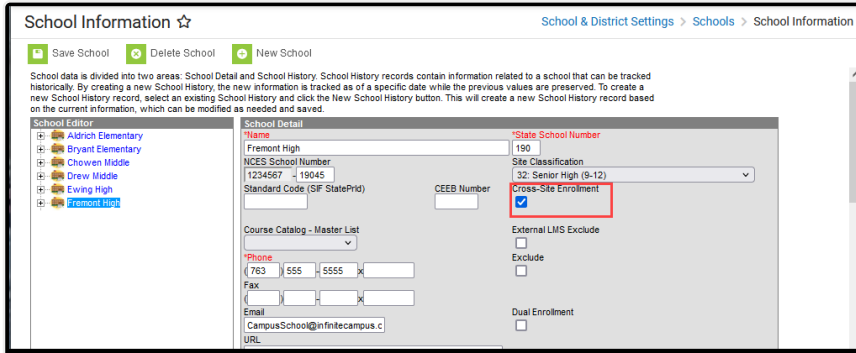 School Information ☆
School & District Settings > Schools > School Information
Save School Delete School New School
School data is divided into two areas: School Detail and School History. School History records contain information related to a school that can be tracked
historically. By creating a new School History, the new information is tracked as of a specific date while the previous values are preserved. To create a
new School History record, select an existing School History and click the New School History button. This will create a new School History record based
on the current information, which can be modified as needed and saved.
School Editor
Aldrich Elementary
Bryant Elementary
Chowen Middle
Drew Middle
Ewing High
Fremont High
School Detail
*Name *State School Number
Fremont High 190
NCES School Number Site Classification
1234567 - 19045 32: Senior High (9-12)
Standard Code (SIF StatePrId) CEEB Number Cross-Site Enrollment
Course Catalog - Master List External LMS Exclude
*Phone Exclude
( 763 ) 555 - 5555 x
Fax
( ) - x
Email Dual Enrollment
CampusSchool@infinitecampus.c
URL